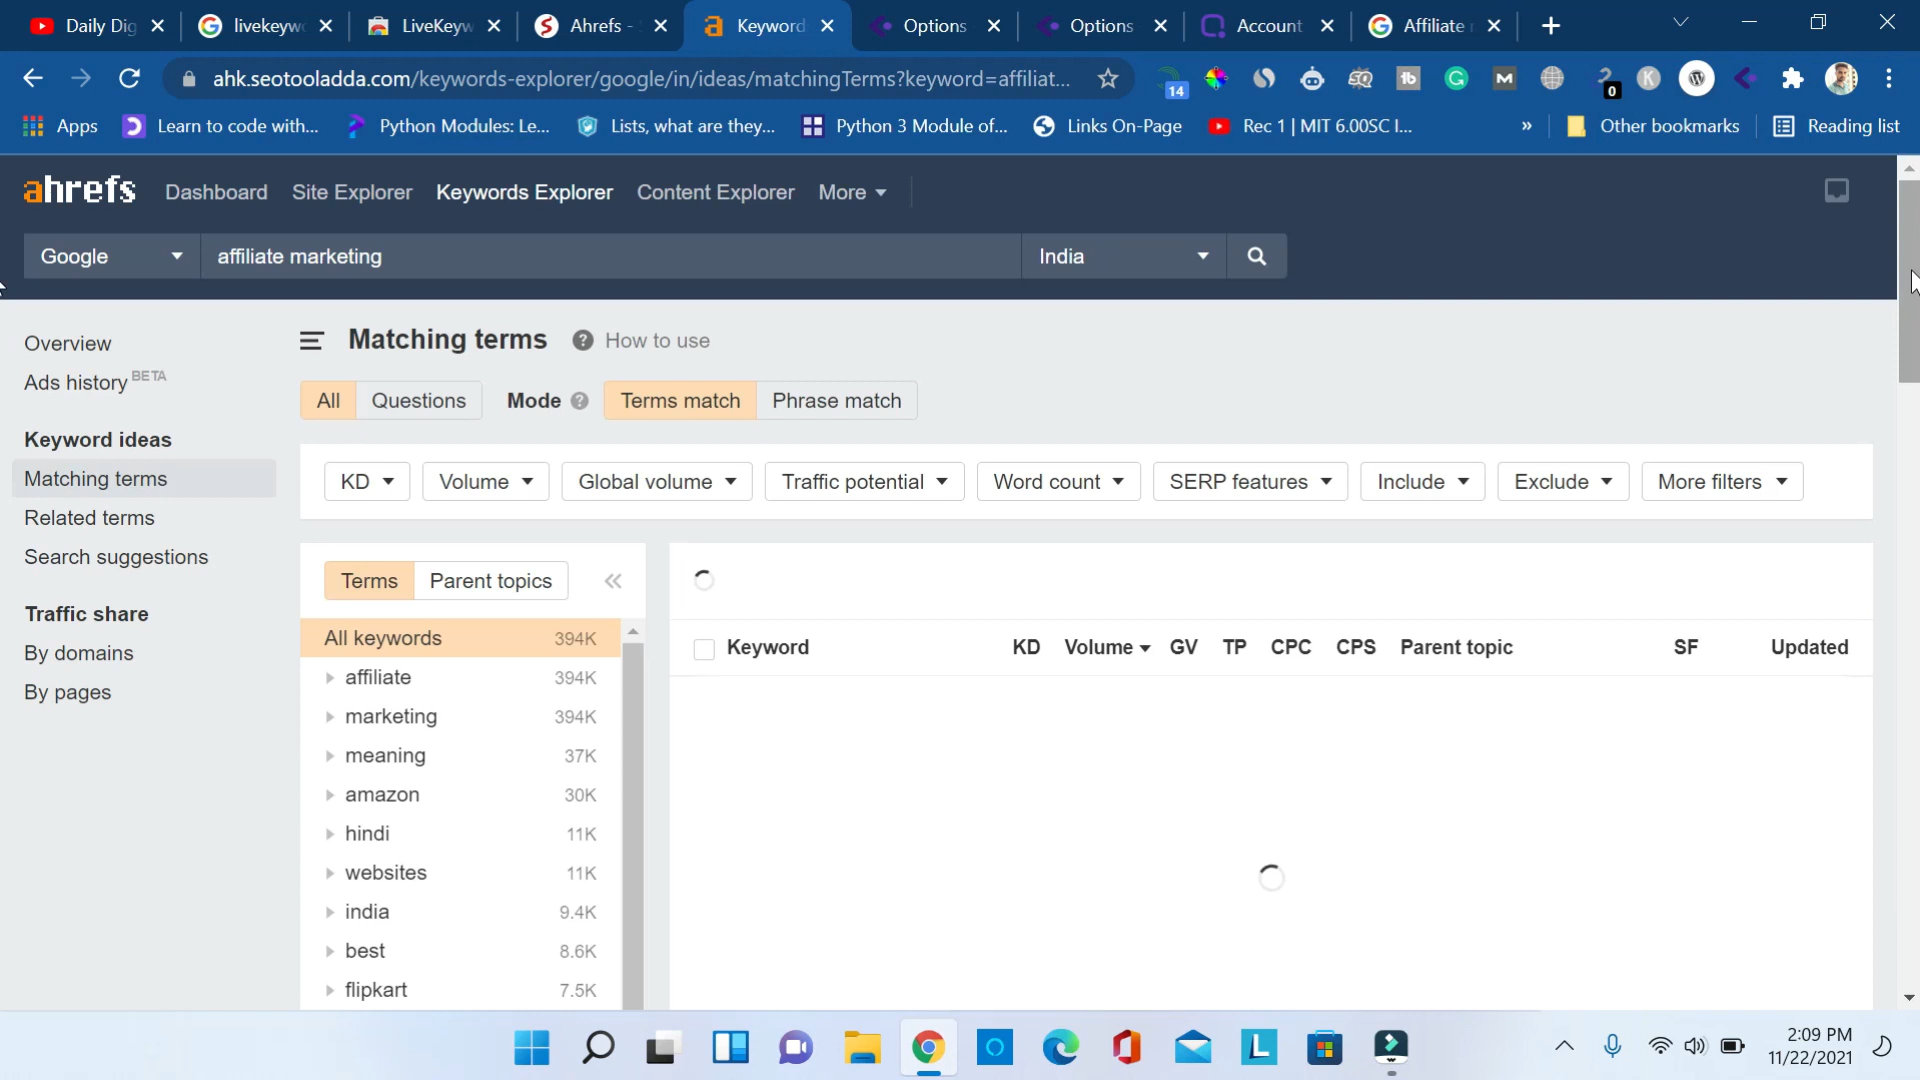 Daily Dig
livekeyw
LiveKeyw
Ahrefs -
Keyword
Options
Options
Account
Affiliate
ahk.seotooladda.com/keywords-explorer/google/in/ideas/matchingTerms?keyword=affiliat...
14
0
Apps
Learn to code with...
Python Modules: Le...
Lists, what are they...
Python 3 Module of...
Links On-Page
Rec 1 | MIT 6.00SC I...
»
Other bookmarks
Reading list
ahrefs
Dashboard
Site Explorer
Keywords Explorer
Content Explorer
More
Google
affiliate marketing
India
Overview
Ads history BETA
Keyword ideas
Matching terms
Related terms
Search suggestions
Traffic share
By domains
By pages
Matching terms
How to use
All
Questions
Mode
Terms match
Phrase match
KD
Volume
Global volume
Traffic potential
Word count
SERP features
Include
Exclude
More filters
Terms
Parent topics
All keywords 394K
affiliate 394K
marketing 394K
meaning 37K
amazon 30K
hindi 11K
websites 11K
india 9.4K
best 8.6K
flipkart 7.5K
Keyword KD Volume GV TP CPC CPS Parent topic SF Updated
2:09 PM
11/22/2021